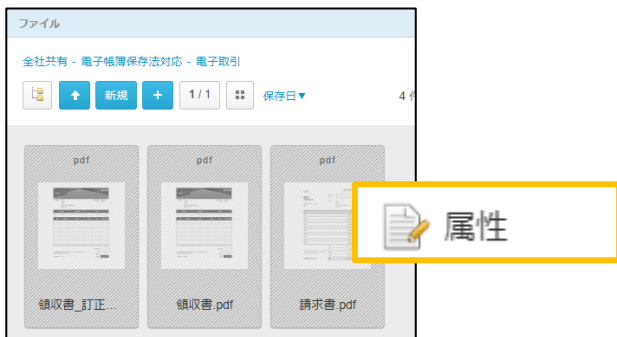 ファイル
全社共有 - 電子帳簿保存法対応 - 電子取引
新規 + 1 / 1 保存日▼ 4
pdf pdf pdf
属性
領収書_訂正... 領収書.pdf 請求書.pdf